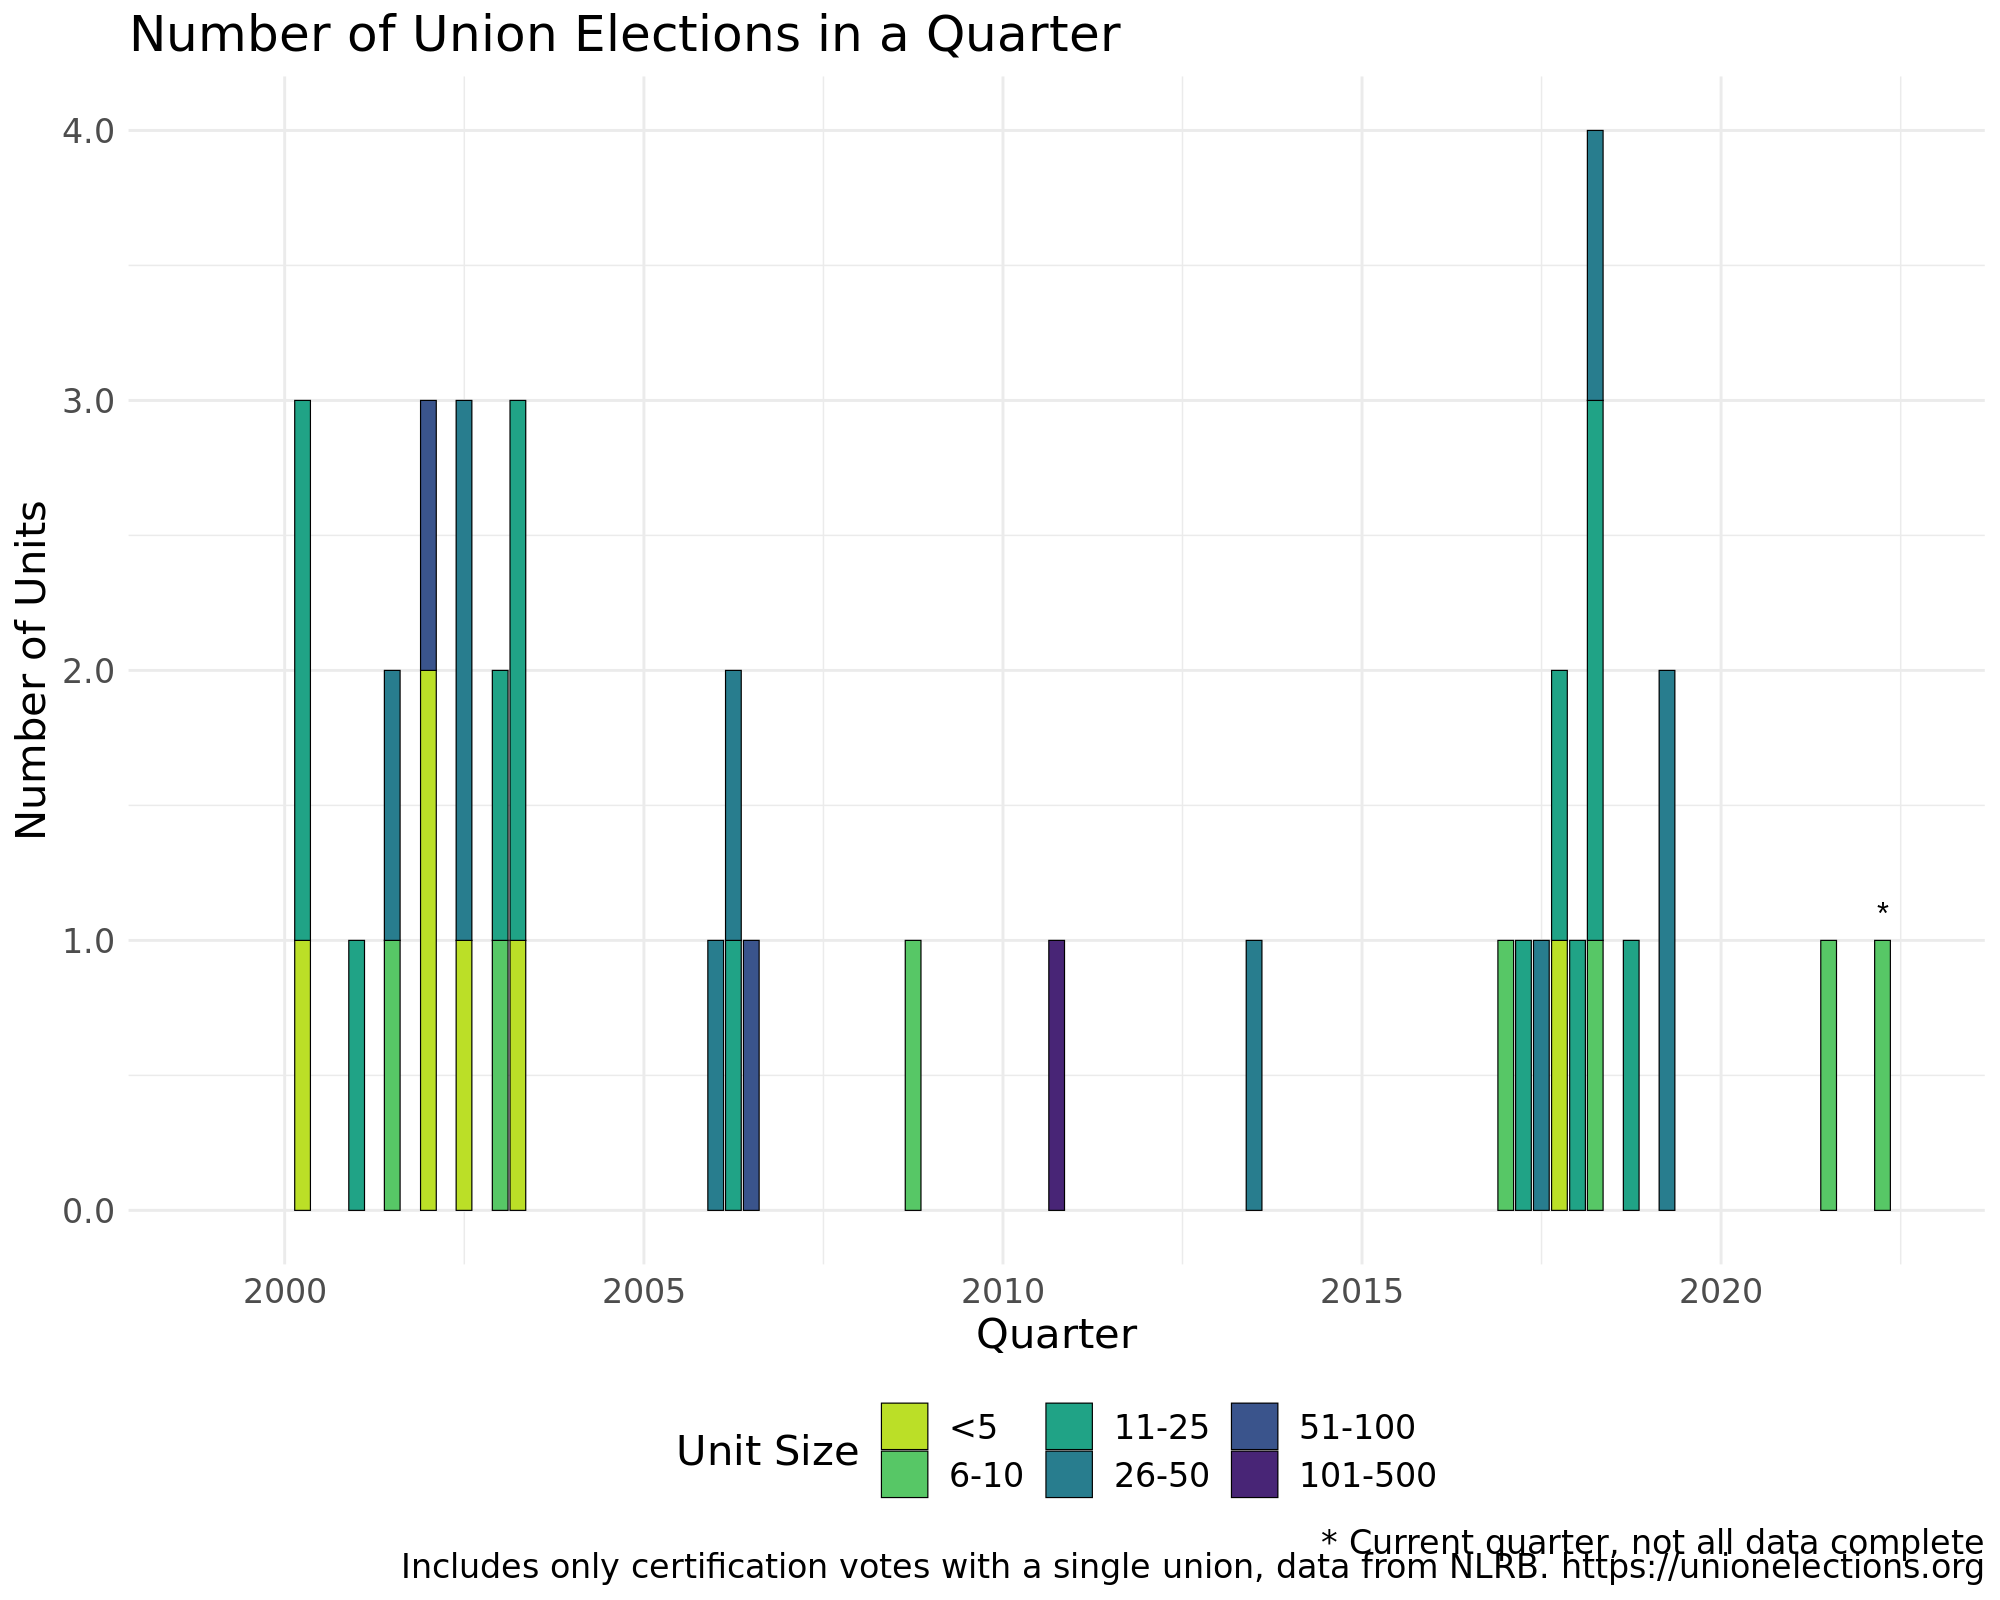 Number of Union Elections in a Quarter
Number of Units
4.0
3.0
2.0
1.0
0.0
*
2000 2005 2010 2015 2020
Quarter
Unit Size
<5 11-25 51-100
6-10 26-50 101-500
* Current quarter, not all data complete
Includes only certification votes with a single union, data from NLRB. https://unionelections.org